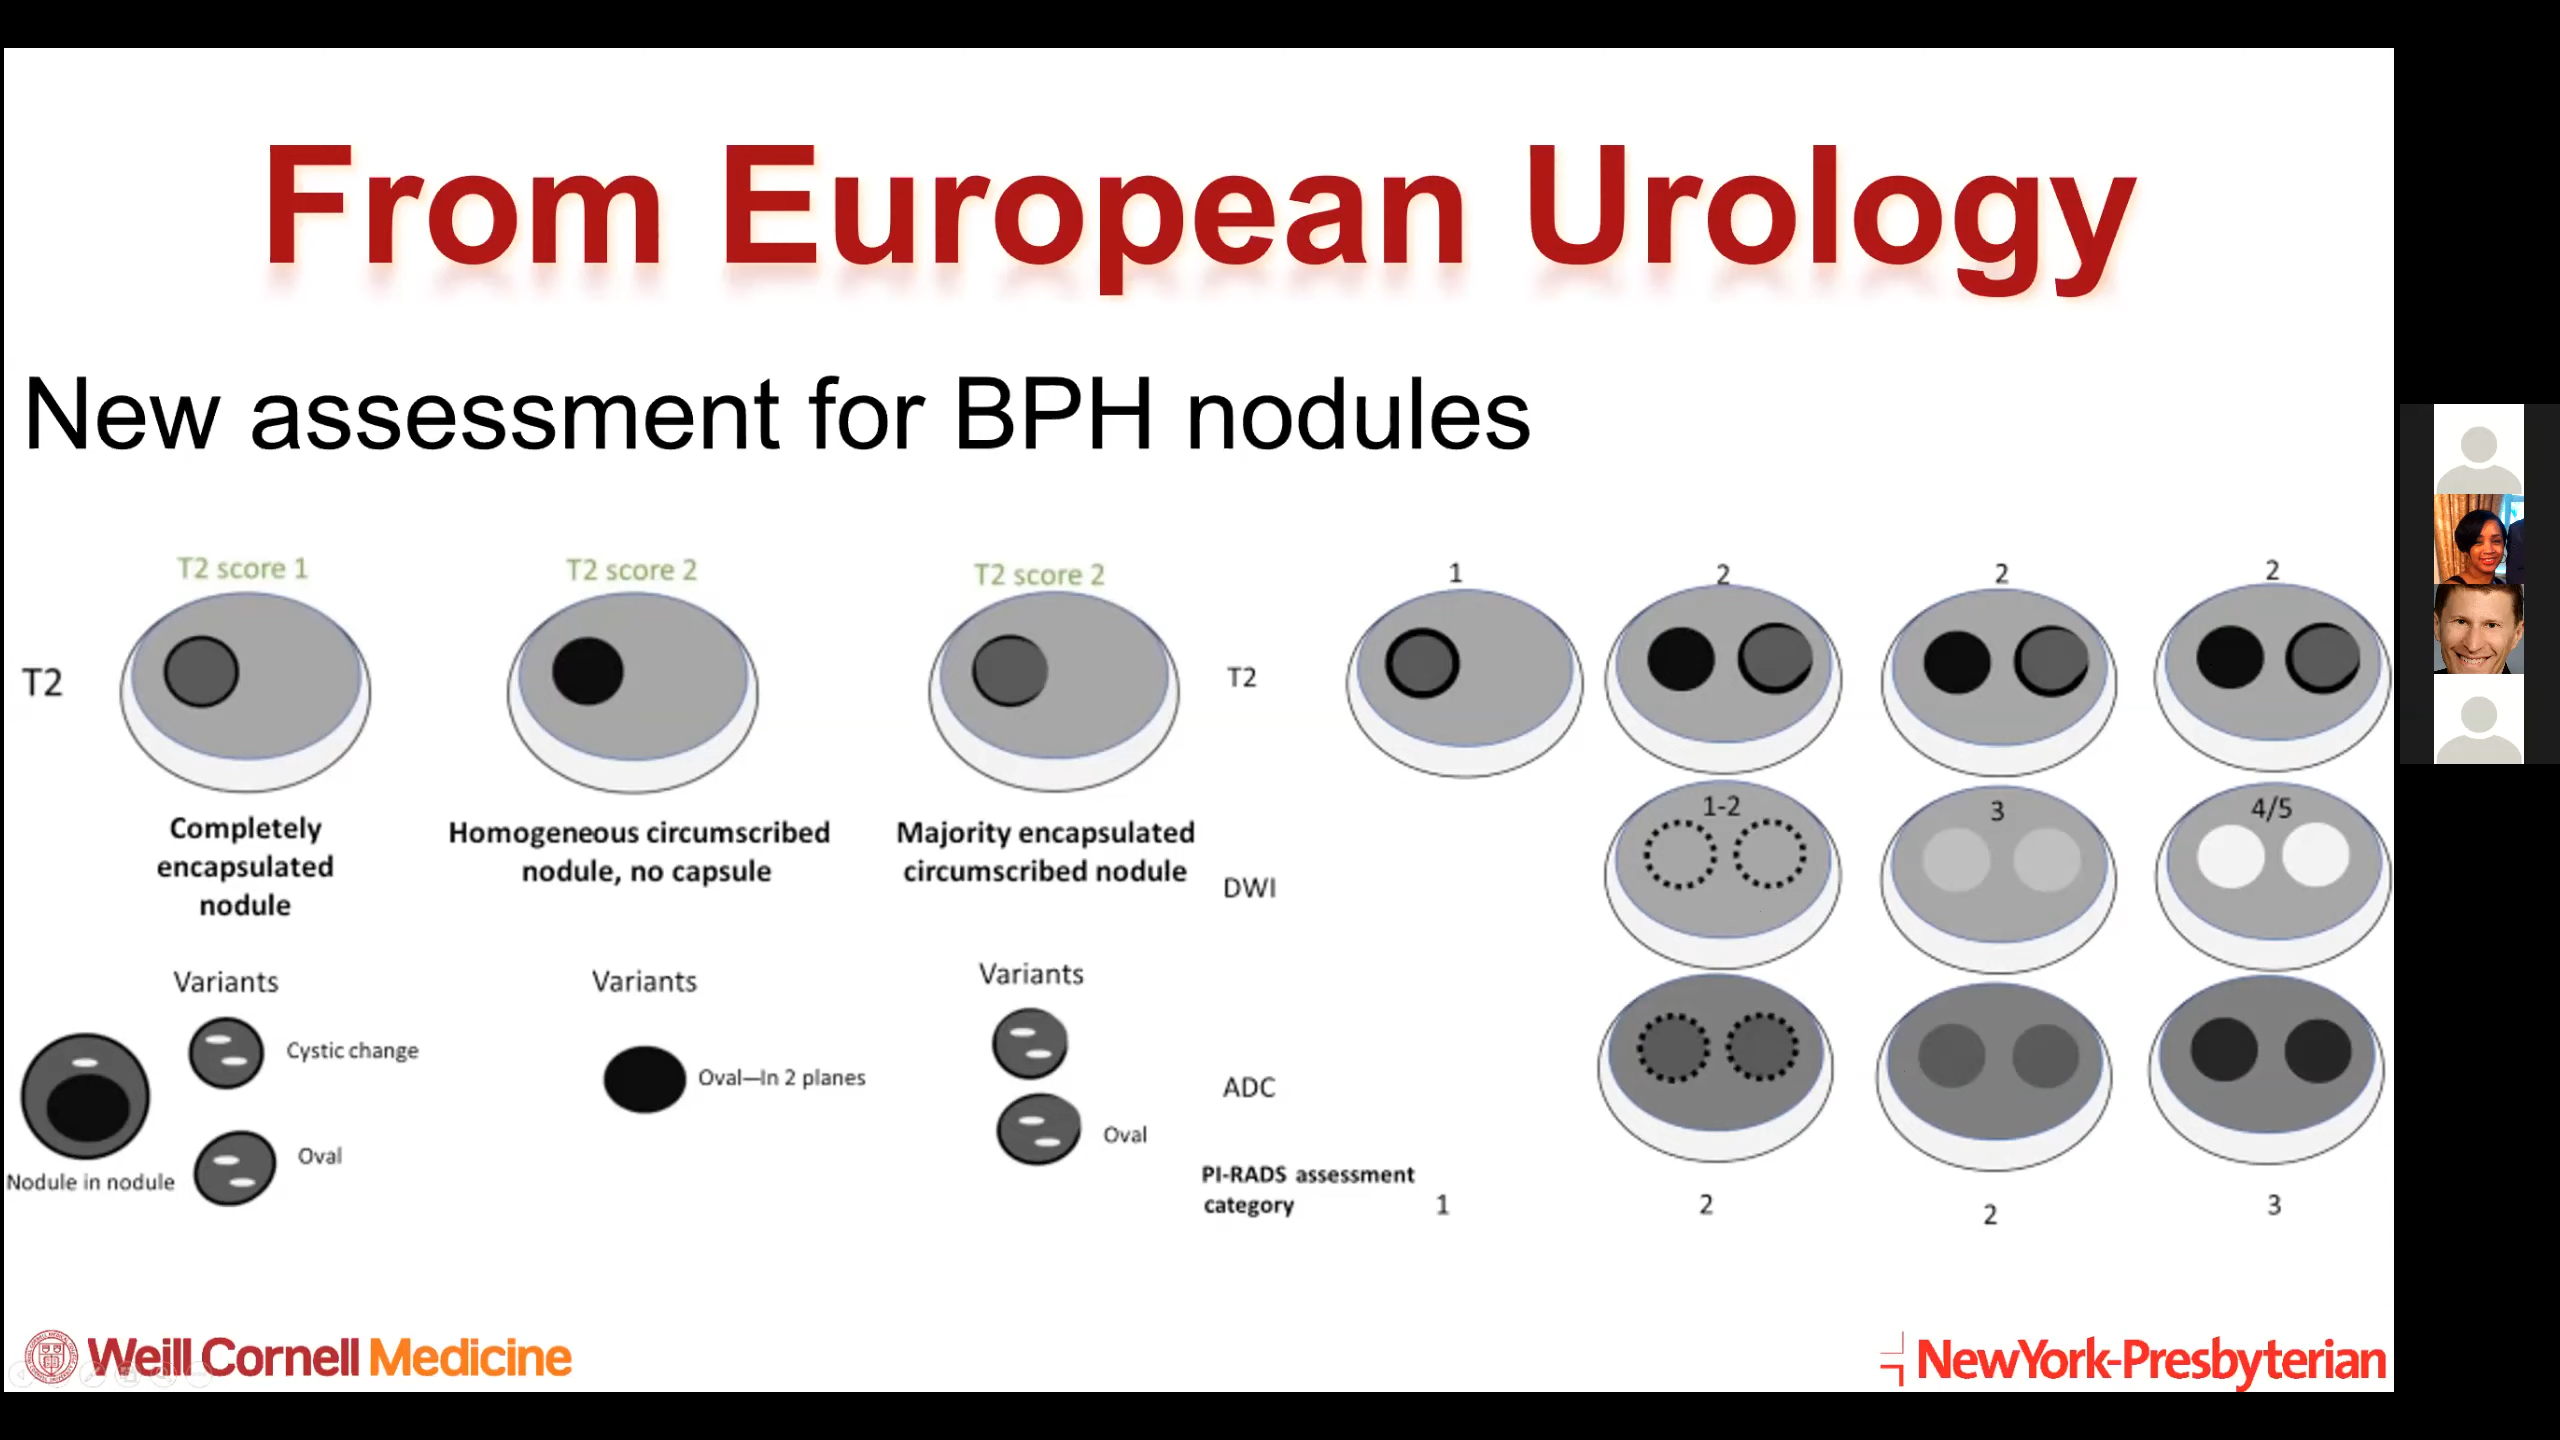 From European Urology
New assessment for BPH nodules
T2 score 1
T2 score 2
T2 score 2
T2
Completely
encapsulated
nodule
Homogeneous circumscribed
nodule, no capsule
Majority encapsulated
circumscribed nodule
Variants
Cystic change
Oval
Nodule in nodule
Variants
Oval—In 2 planes
Variants
Oval
1
2
2
2
T2
1-2
3
4/5
DWI
ADC
PI-RADS assessment
category
1
2
2
3
Weill Cornell Medicine
NewYork-Presbyterian